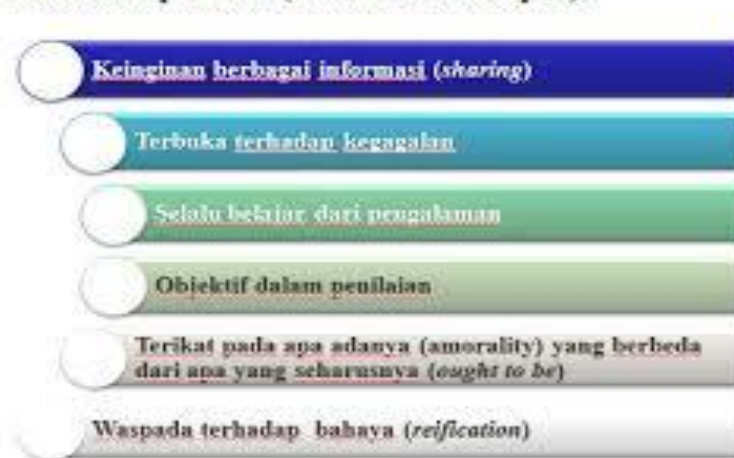 Keinginan berbagai informasi (sharing)
Terbuka terhadap kegagalan
Selalu belajar dari pengalaman
Objektif dalam penilaian
Terikat pada apa adanya (amorality) yang berbeda
dari apa yang seharusnya (ought to be)
Waspada terhadap bahaya (reification)